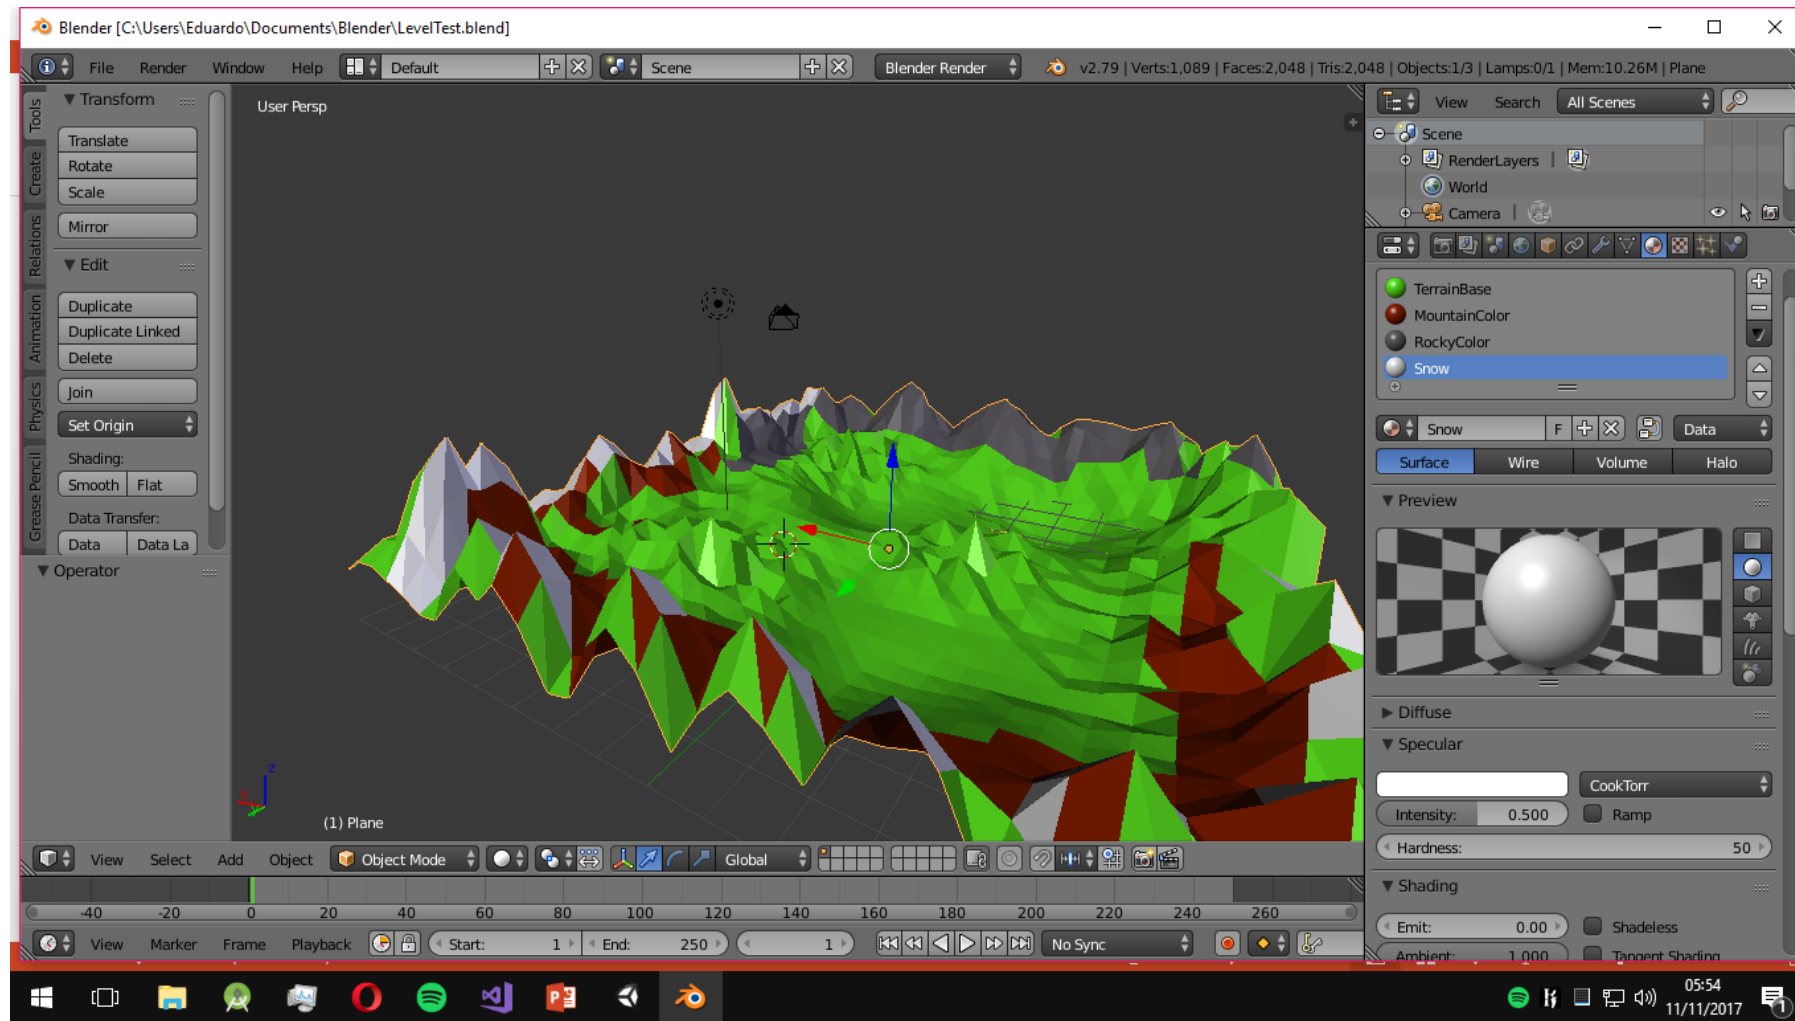 Blender [C:\Users\Eduardo\Documents\Blender\LevelTest.blend]
File Render Window Help Default Scene Blender Render v2.79 | Verts:1,089 | Faces:2,048 | Tris:2,048 | Objects:1/3 | Lamps:0/1 | Mem:10.26M | Plane
Tools
Create
Relations
Animation
Physics
Grease Pencil
Transform
Translate
Rotate
Scale
Mirror
Edit
Duplicate
Duplicate Linked
Delete
Join
Set Origin
Shading:
Smooth Flat
Data Transfer:
Data Data La
Operator
User Persp
z
x
y
(1) Plane
View Select Add Object Object Mode Global
-40 -20 0 20 40 60 80 100 120 140 160 180 200 220 240 260
View Marker Frame Playback Start: 1 End: 250 1 No Sync
View Search All Scenes
Scene
RenderLayers |
World
Camera |
TerrainBase
MountainColor
RockyColor
Snow
Snow F Data
Surface Wire Volume Halo
Preview
Diffuse
Specular
CookTorr
Intensity: 0.500 Ramp
Hardness: 50
Shading
Emit: 0.00 Shadeless
Ambient: 1.000 Tangent Shading
05:54
11/11/2017
1